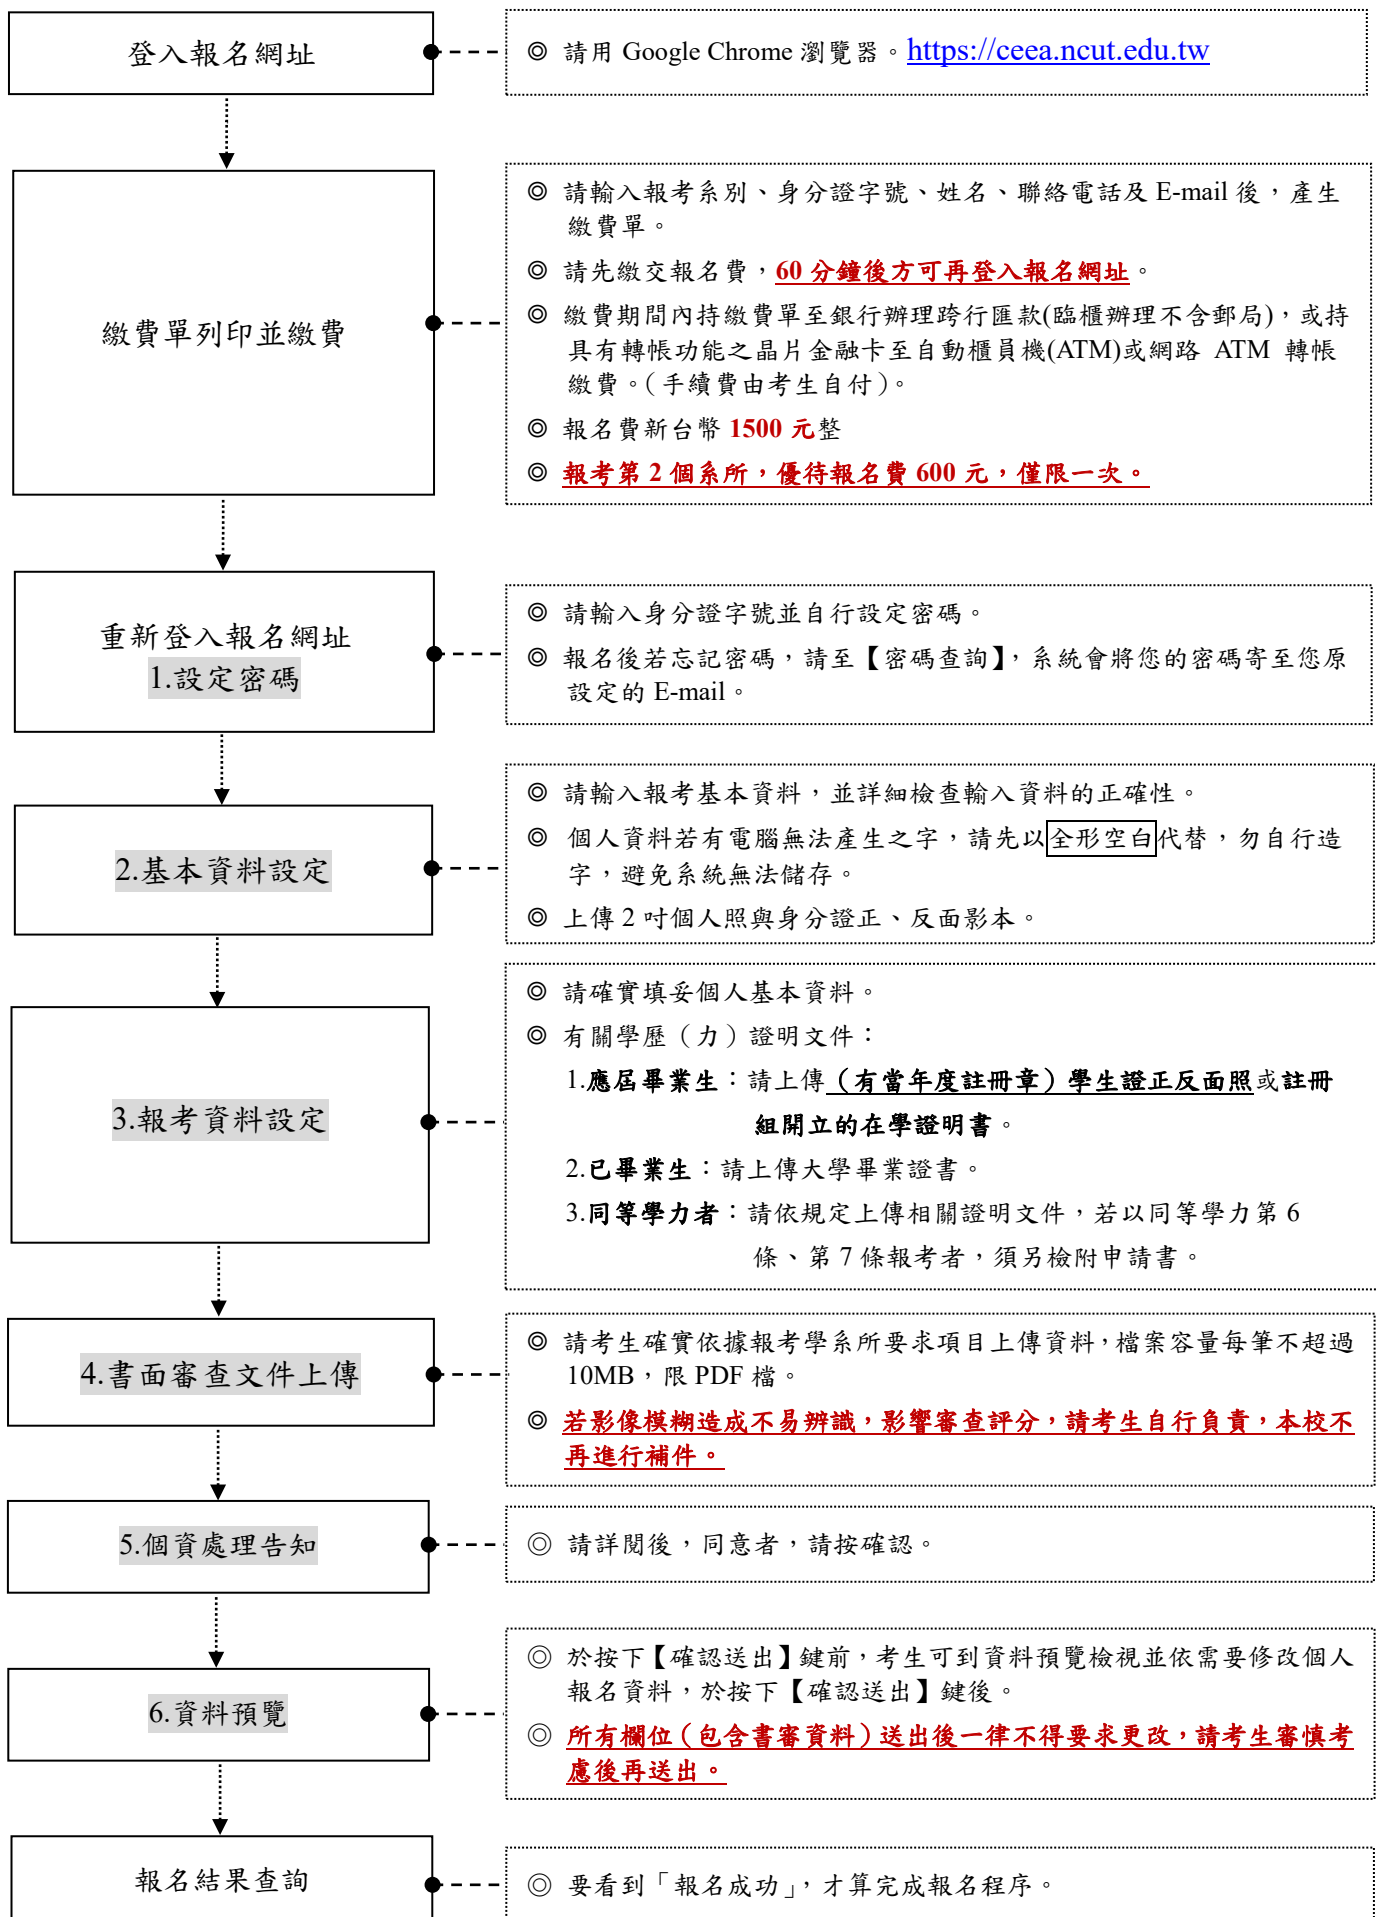 登入報名網址
◎ 請用 Google Chrome 瀏覽器。https://ceea.ncut.edu.tw
繳費單列印並繳費
◎ 請輸入報考系別、身分證字號、姓名、聯絡電話及 E-mail 後，產生
繳費單。
◎ 請先繳交報名費，60 分鐘後方可再登入報名網址。
◎ 繳費期間內持繳費單至銀行辦理跨行匯款(臨櫃辦理不含郵局)，或持
具有轉帳功能之晶片金融卡至自動櫃員機(ATM)或網路 ATM 轉帳
繳費。（手續費由考生自付）。
◎ 報名費新台幣 1500 元整
◎ 報考第 2 個系所，優待報名費 600 元，僅限一次。
重新登入報名網址
1.設定密碼
◎ 請輸入身分證字號並自行設定密碼。
◎ 報名後若忘記密碼，請至【密碼查詢】，系統會將您的密碼寄至您原
設定的 E-mail。
2.基本資料設定
◎ 請輸入報考基本資料，並詳細檢查輸入資料的正確性。
◎ 個人資料若有電腦無法產生之字，請先以全形空白代替，勿自行造
字，避免系統無法儲存。
◎ 上傳 2 吋個人照與身分證正、反面影本。
3.報考資料設定
◎ 請確實填妥個人基本資料。
◎ 有關學歷（力）證明文件：
1.應屆畢業生：請上傳（有當年度註冊章）學生證正反面照或註冊
組開立的在學證明書。
2.已畢業生：請上傳大學畢業證書。
3.同等學力者：請依規定上傳相關證明文件，若以同等學力第 6
條、第 7 條報考者，須另檢附申請書。
4.書面審查文件上傳
◎ 請考生確實依據報考學系所要求項目上傳資料，檔案容量每筆不超過
10MB，限 PDF 檔。
◎ 若影像模糊造成不易辨識，影響審查評分，請考生自行負責，本校不
再進行補件。
5.個資處理告知
◎ 請詳閱後，同意者，請按確認。
6.資料預覽
◎ 於按下【確認送出】鍵前，考生可到資料預覽檢視並依需要修改個人
報名資料，於按下【確認送出】鍵後。
◎ 所有欄位（包含書審資料）送出後一律不得要求更改，請考生審慎考
慮後再送出。
報名結果查詢
◎ 要看到「報名成功」，才算完成報名程序。